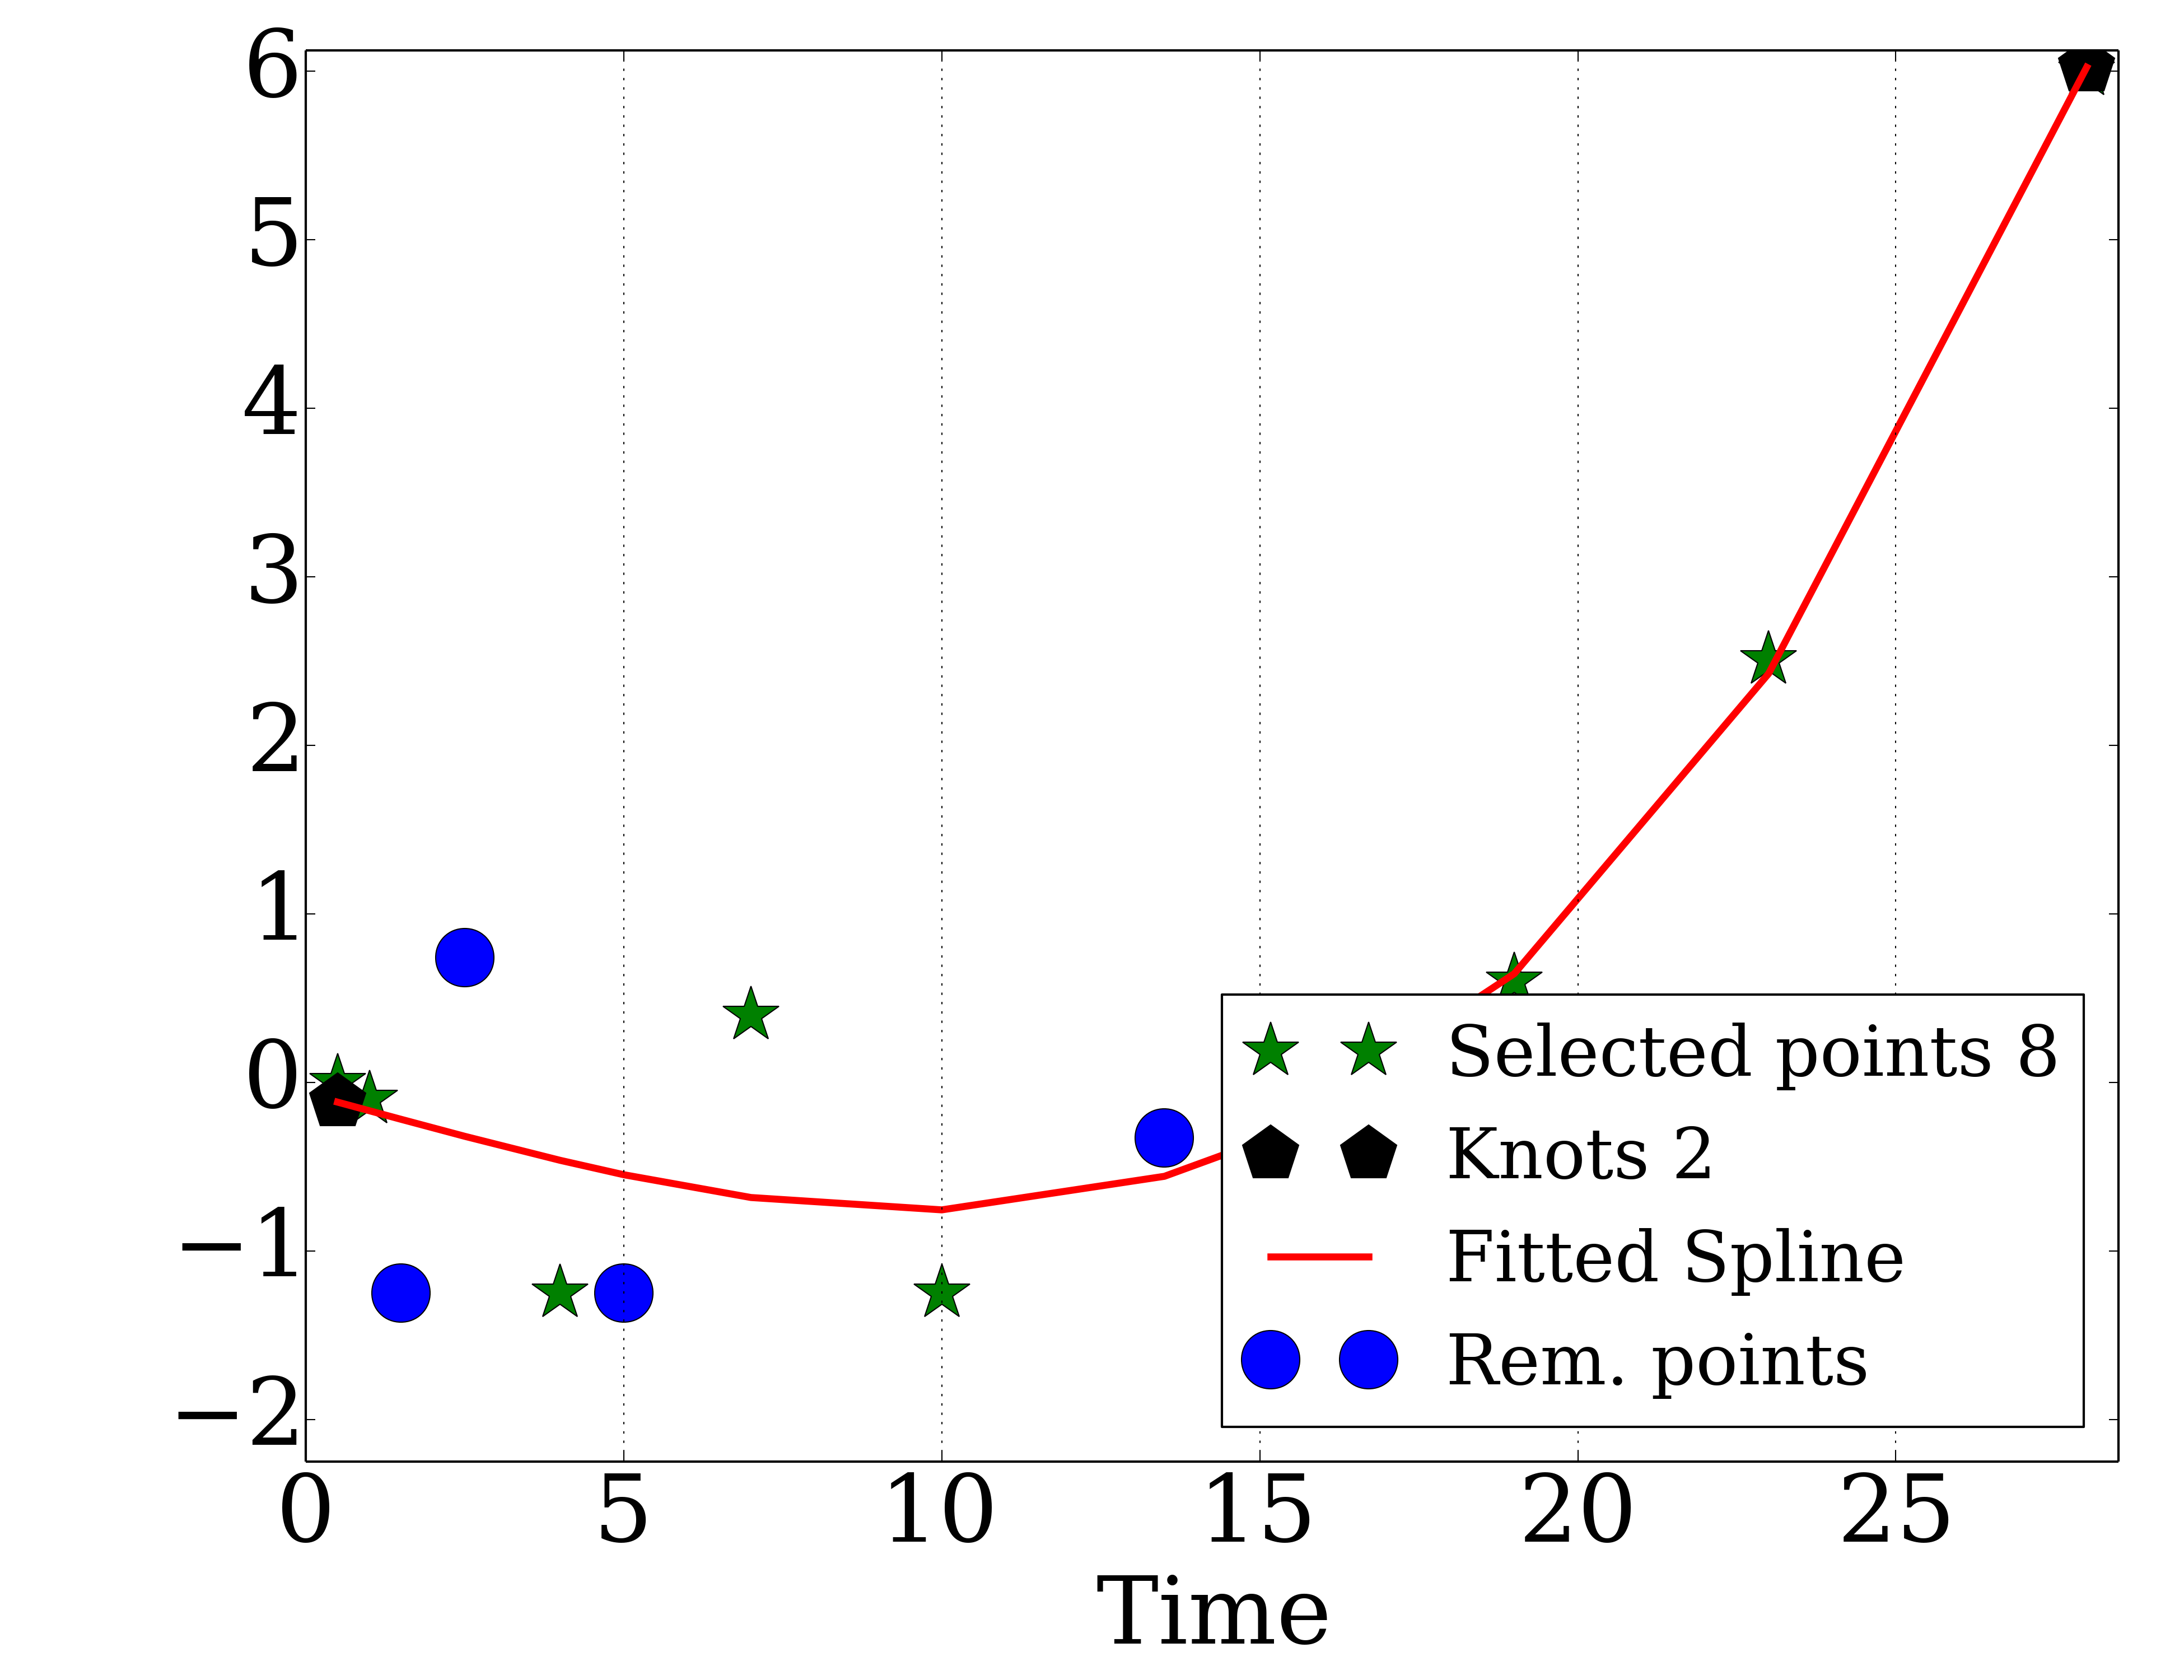 6
5
4
3
2
1
0
−1
−2
Selected points 8
Knots 2
Fitted Spline
Rem. points
0 5 10 15 20 25
Time